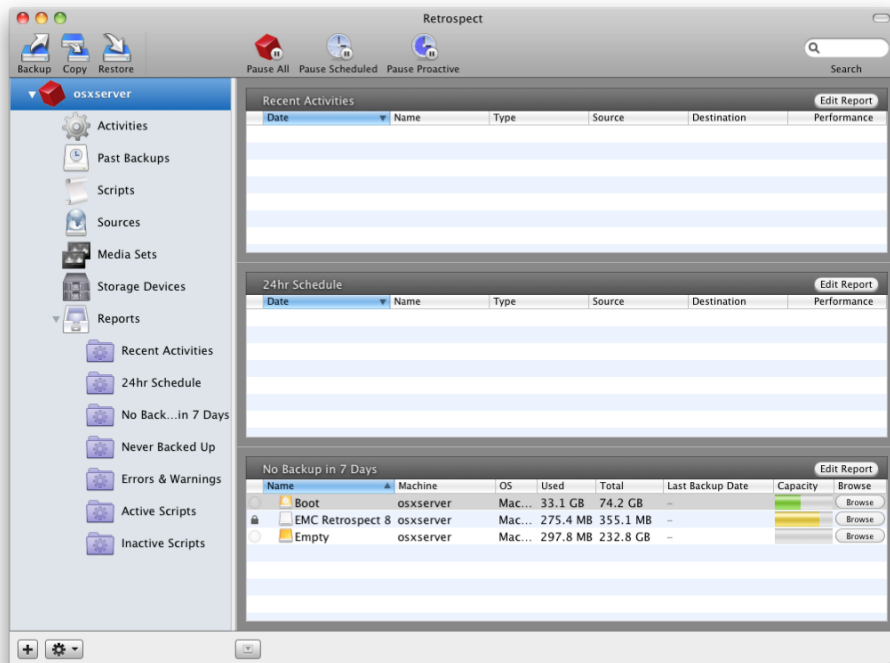 Retrospect
Backup Copy Restore Pause All Pause Scheduled Pause Proactive Search
osxserver
Activities
Past Backups
Scripts
Sources
Media Sets
Storage Devices
Reports
Recent Activities
24hr Schedule
No Back...in 7 Days
Never Backed Up
Errors & Warnings
Active Scripts
Inactive Scripts
Recent Activities Edit Report
Date Name Type Source Destination Performance
24hr Schedule Edit Report
Date Name Type Source Destination Performance
No Backup in 7 Days Edit Report
Name Machine OS Used Total Last Backup Date Capacity Browse
Boot osxserver Mac... 33.1 GB 74.2 GB – Browse
EMC Retrospect 8 osxserver Mac... 275.4 MB 355.1 MB – Browse
Empty osxserver Mac... 297.8 MB 232.8 GB – Browse